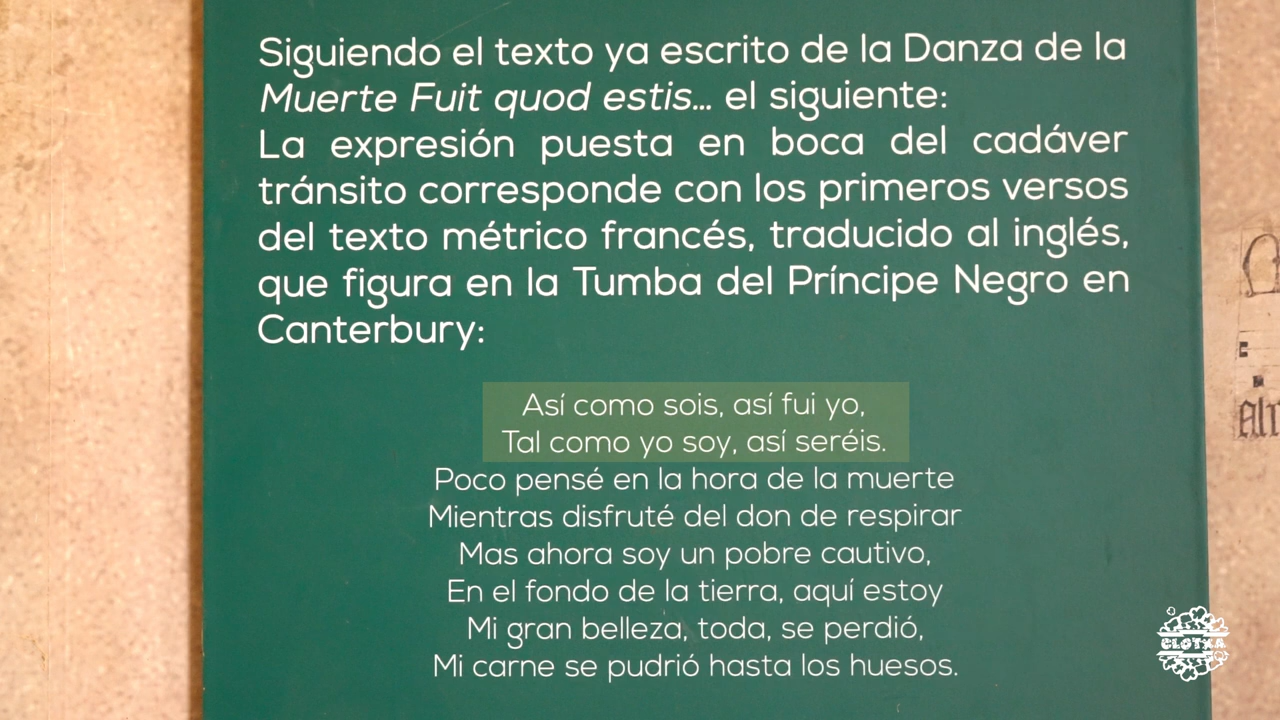 Siguiendo el texto ya escrito de la Danza de la
Muerte Fuit quod estis... el siguiente:
La expresión puesta en boca del cadáver
tránsito corresponde con los primeros versos
del texto métrico francés, traducido al inglés,
que figura en la Tumba del Príncipe Negro en
Canterbury:
Así como sois, así fui yo,
Tal como yo soy, así seréis.
Poco pensé en la hora de la muerte
Mientras disfruté del don de respirar
Mas ahora soy un pobre cautivo,
En el fondo de la tierra, aquí estoy
Mi gran belleza, toda, se perdió,
Mi carne se pudrió hasta los huesos.
CLOTXA